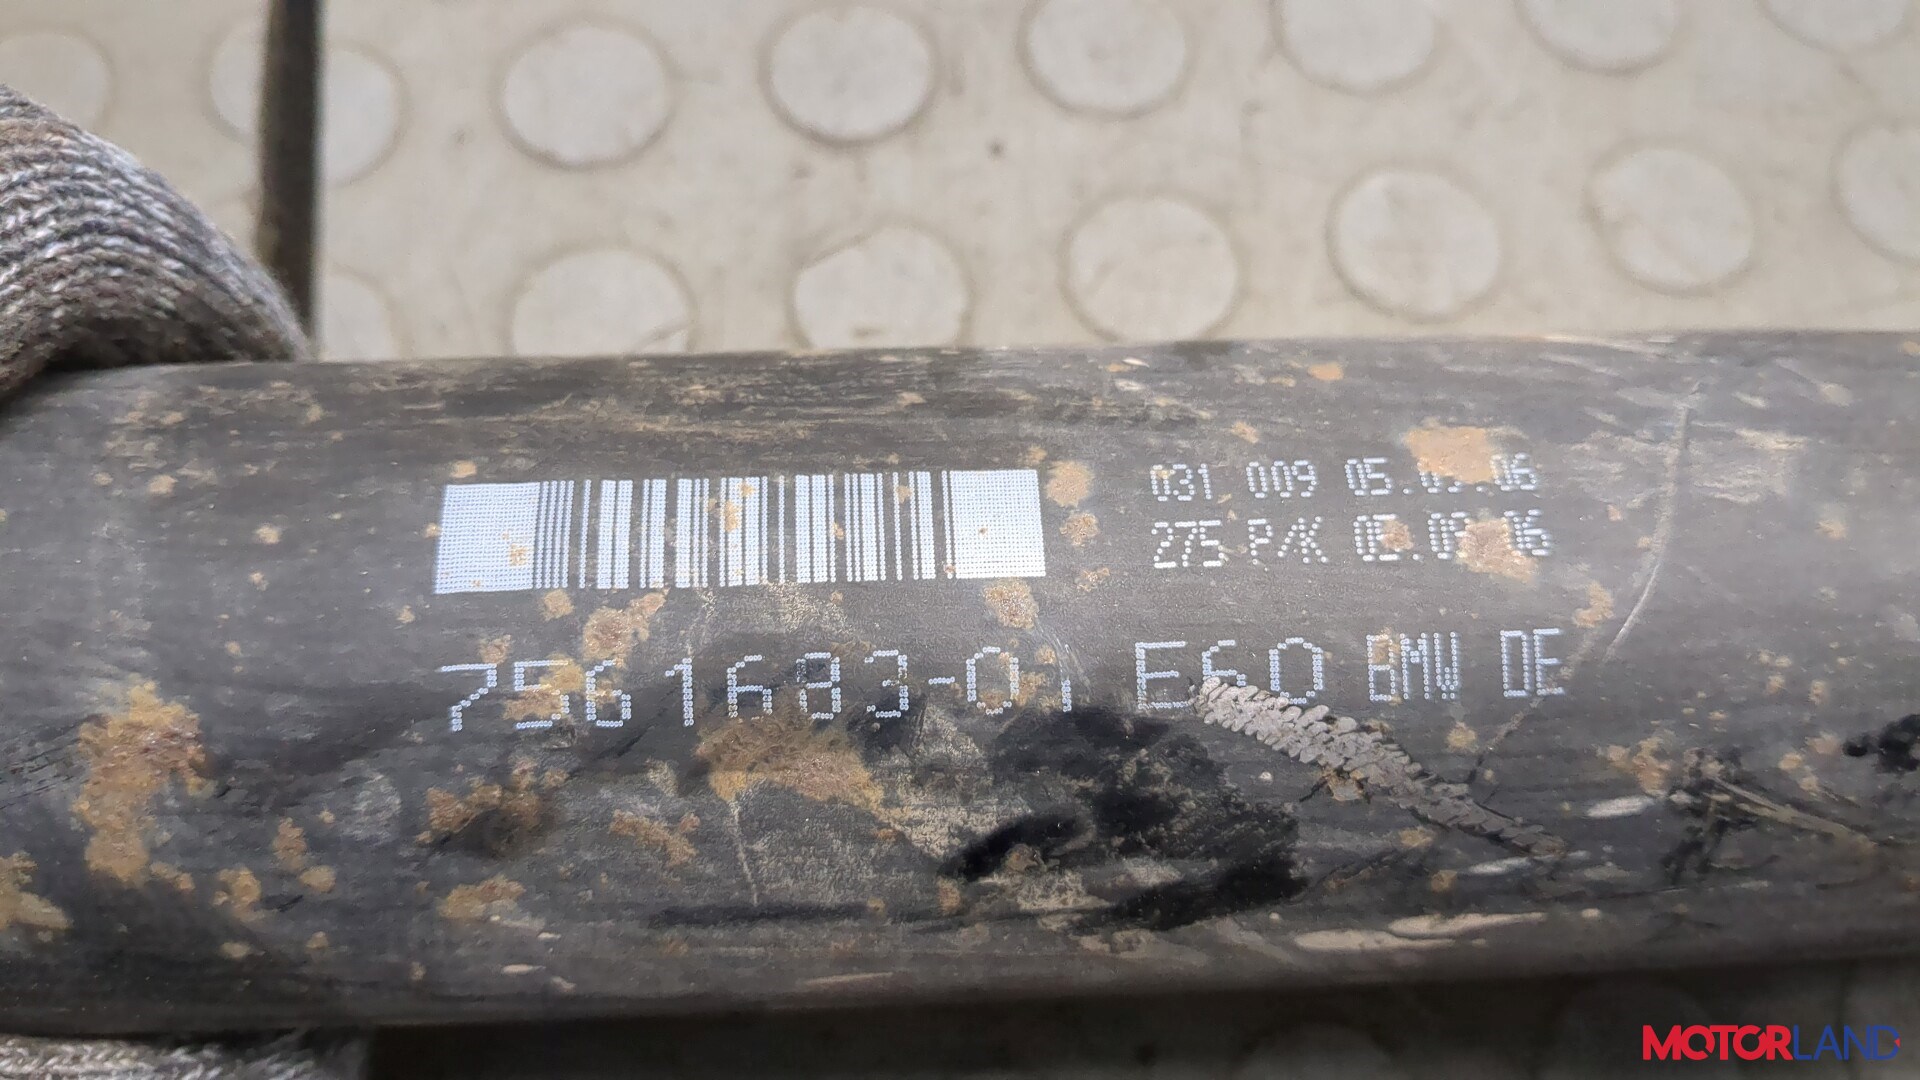 031 009
275 P/K
7561683-01 E60 BMW DE
MOTORLAND